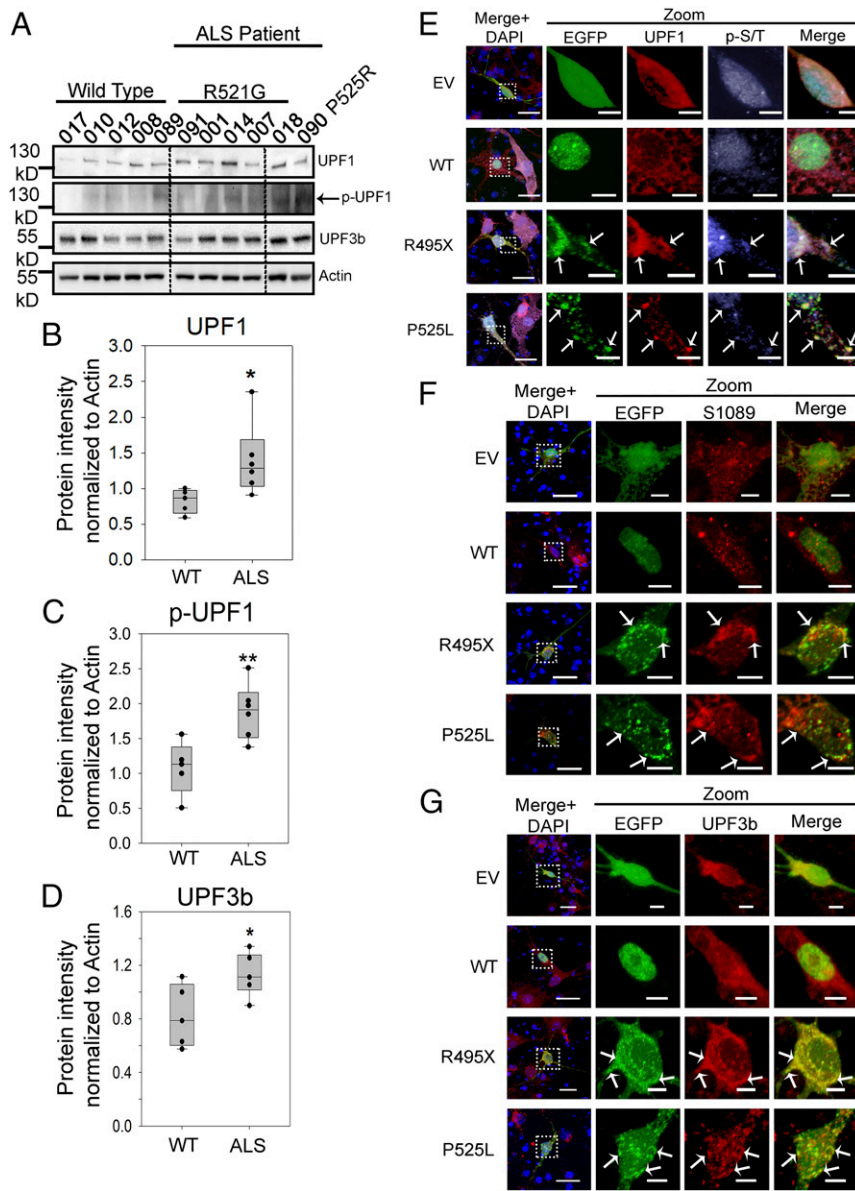 A
ALS Patient
Wild Type
R521G
P525R
017 010 012 008 089 091 001 014 007 018 090
130 kD
UPF1
130 kD
p-UPF1
55 kD
UPF3b
55 kD
Actin
B
UPF1
Protein intensity
normalized to Actin
3.0
2.5
2.0
1.5
1.0
0.5
0.0
*
WT ALS
C
p-UPF1
Protein intensity
normalized to Actin
3.0
2.5
2.0
1.5
1.0
0.5
0.0
**
WT ALS
D
UPF3b
Protein intensity
normalized to Actin
1.6
1.2
0.8
0.4
0.0
*
WT ALS
E
Merge+
DAPI
Zoom
EGFP UPF1 p-S/T Merge
EV
WT
R495X
P525L
F
Merge+
DAPI
Zoom
EGFP S1089 Merge
EV
WT
R495X
P525L
G
Merge+
DAPI
Zoom
EGFP UPF3b Merge
EV
WT
R495X
P525L